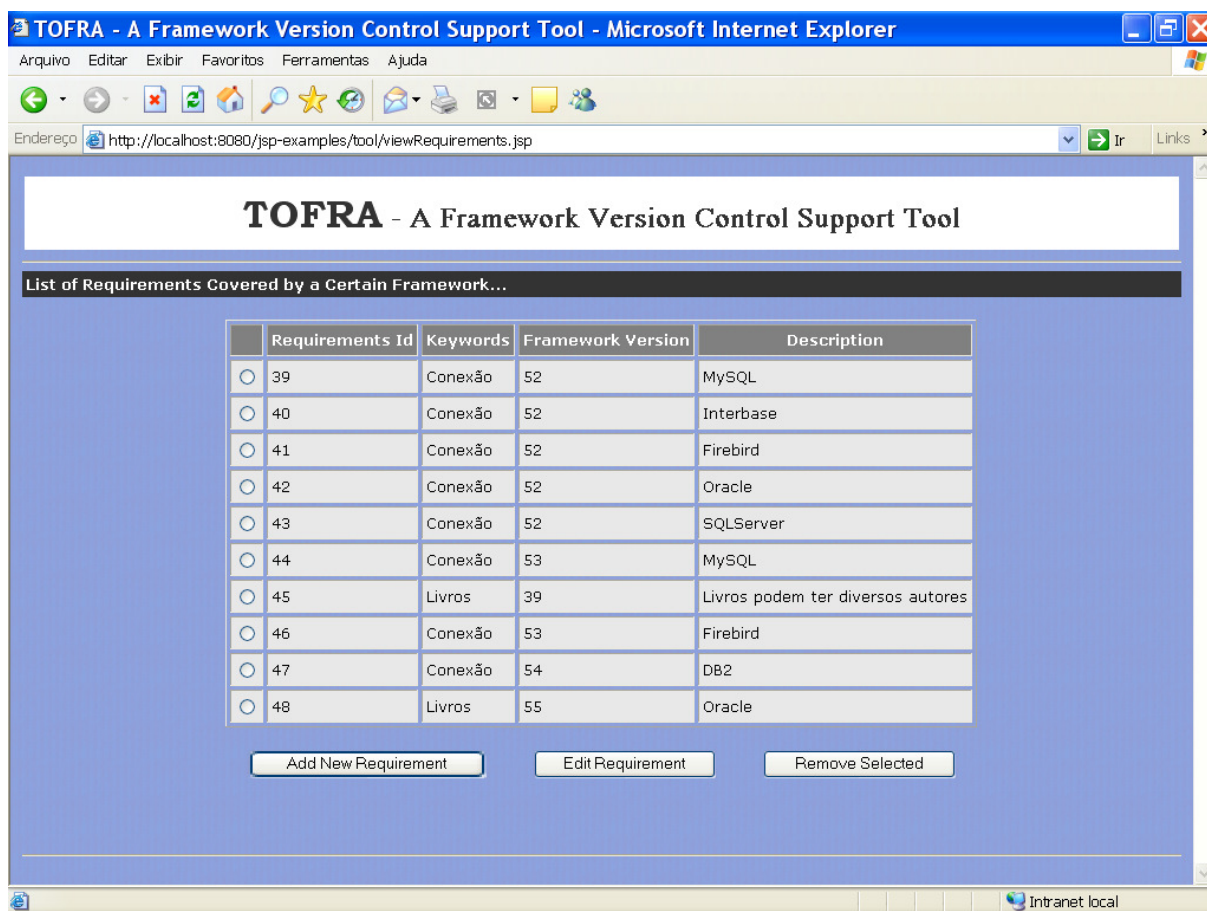 TOFRA - A Framework Version Control Support Tool - Microsoft Internet Explorer
Arquivo Editar Exibir Favoritos Ferramentas Ajuda
Endereço http://localhost:8080/jsp-examples/tool/viewRequirements.jsp Ir Links
TOFRA - A Framework Version Control Support Tool
List of Requirements Covered by a Certain Framework...
Requirements Id Keywords Framework Version Description
39 Conexão 52 MySQL
40 Conexão 52 Interbase
41 Conexão 52 Firebird
42 Conexão 52 Oracle
43 Conexão 52 SQLServer
44 Conexão 53 MySQL
45 Livros 39 Livros podem ter diversos autores
46 Conexão 53 Firebird
47 Conexão 54 DB2
48 Livros 55 Oracle
Add New Requirement Edit Requirement Remove Selected
Intranet local